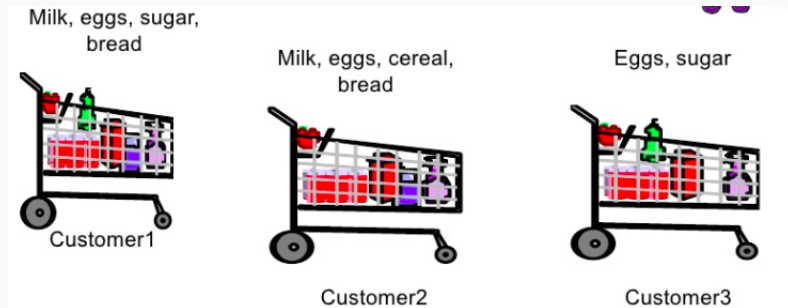 Milk, eggs, sugar,
bread
Customer1
Milk, eggs, cereal,
bread
Customer2
Eggs, sugar
Customer3